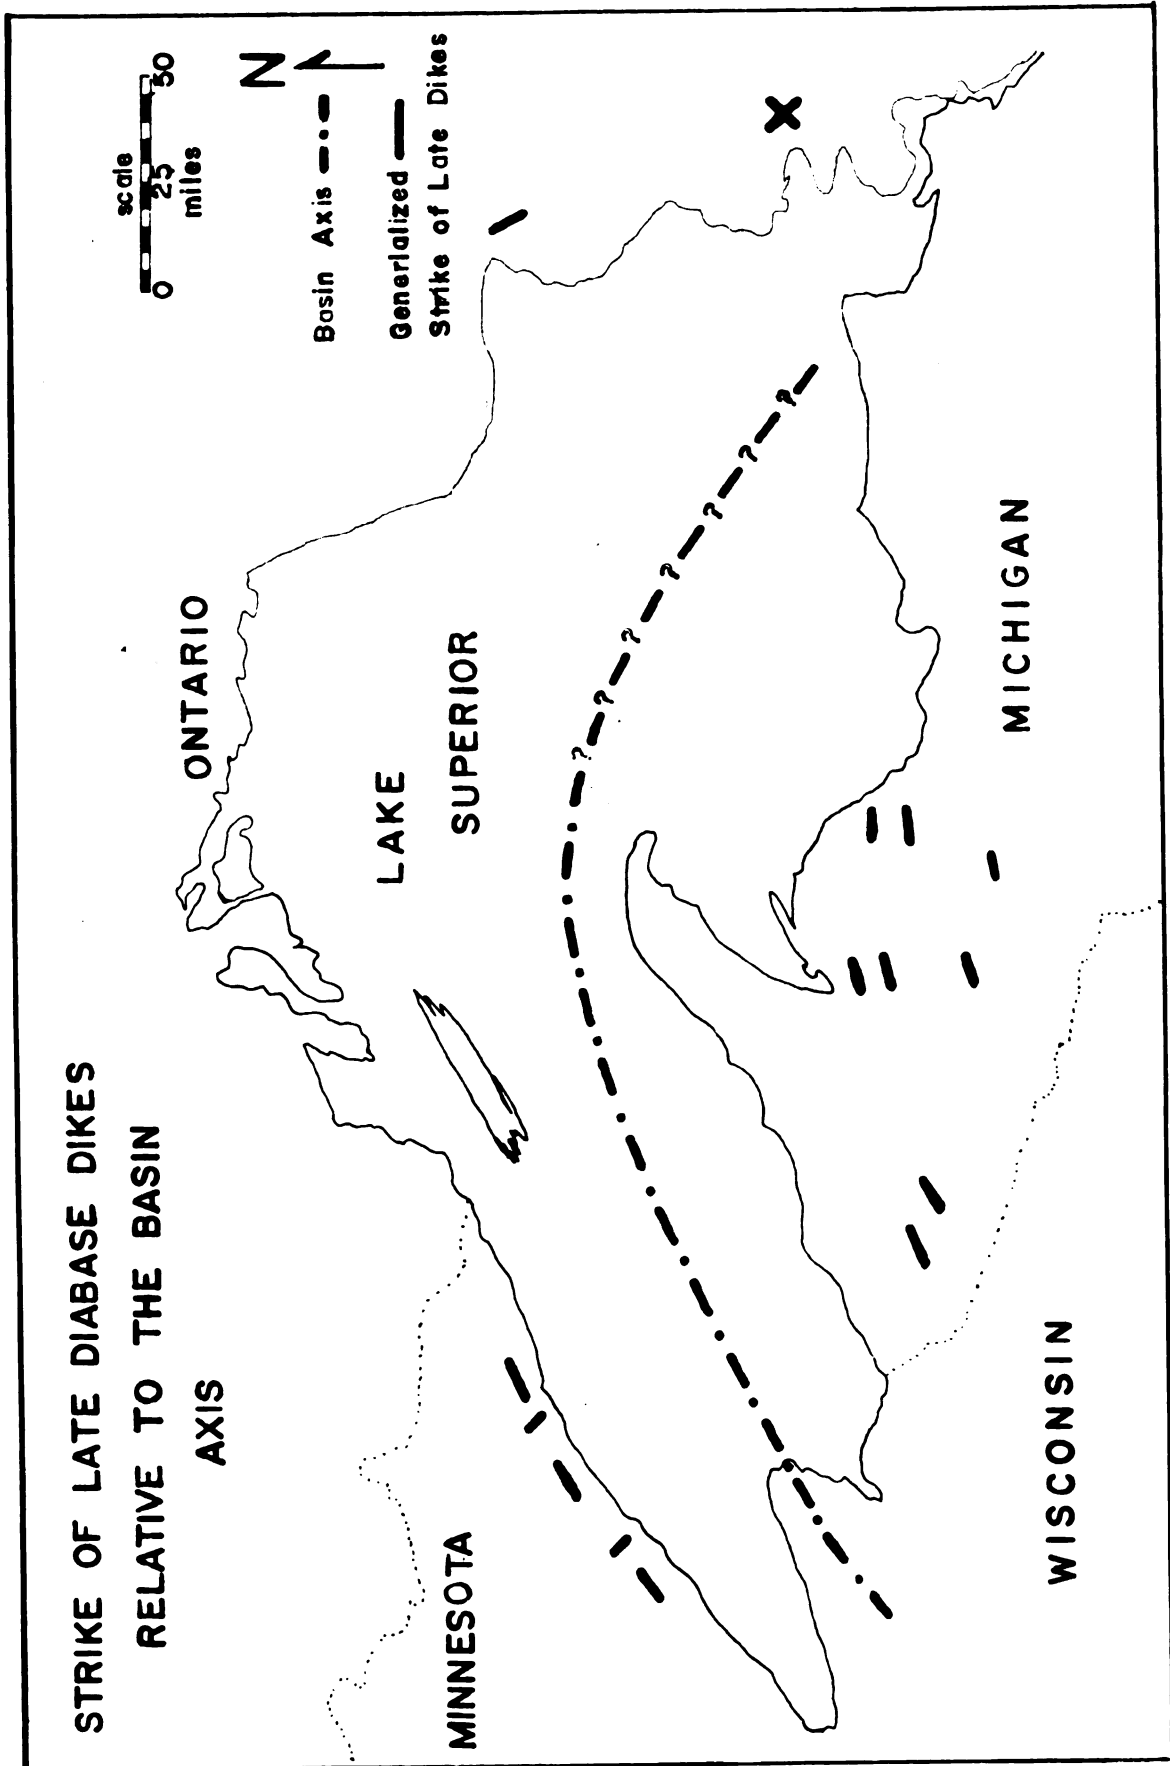 STRIKE OF LATE DIABASE DIKES
RELATIVE TO THE BASIN
AXIS
scale
0 25 50
miles
N
Basin Axis
Generlalized
Strike of Late Dikes
ONTARIO
LAKE
SUPERIOR
MINNESOTA
? ? ? ? ? ? ?
MICHIGAN
WISCONSIN